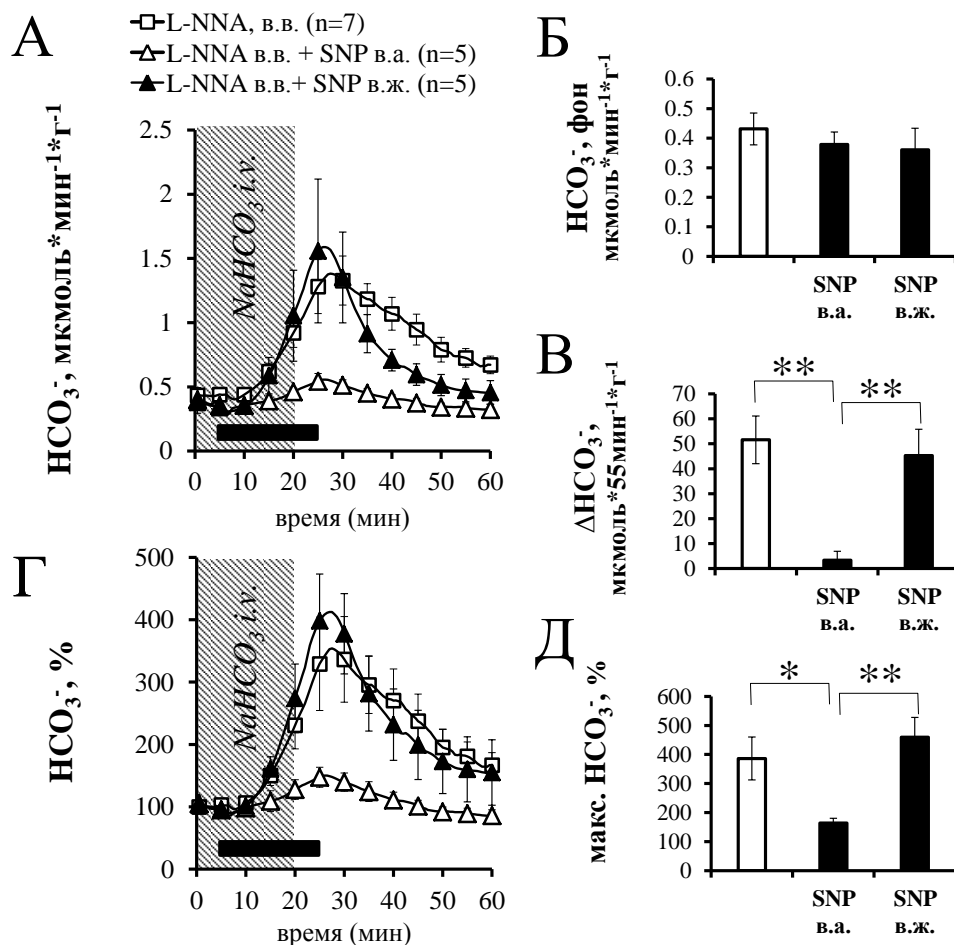 А
L-NNA, в.в. (n=7)
L-NNA в.в. + SNP в.а. (n=5)
L-NNA в.в.+ SNP в.ж. (n=5)
HCO₃⁻, мкмоль*мин⁻¹*г⁻¹
2.5
2
1.5
1
0.5
0
NaHCO₃ i.v.
0 10 20 30 40 50 60
время (мин)
Б
HCO₃⁻, фон
мкмоль*мин⁻¹*г⁻¹
0.6
0.5
0.4
0.3
0.2
0.1
0
SNP SNP
в.а. в.ж.
В
ΔHCO₃⁻,
мкмоль*55мин⁻¹*г⁻¹
70
60
50
40
30
20
10
0
** **
SNP SNP
в.а. в.ж.
Г
HCO₃⁻, %
500
400
300
200
100
0
NaHCO₃ i.v.
0 10 20 30 40 50 60
время (мин)
Д
макс. HCO₃⁻, %
600
500
400
300
200
100
0
* **
SNP SNP
в.а. в.ж.